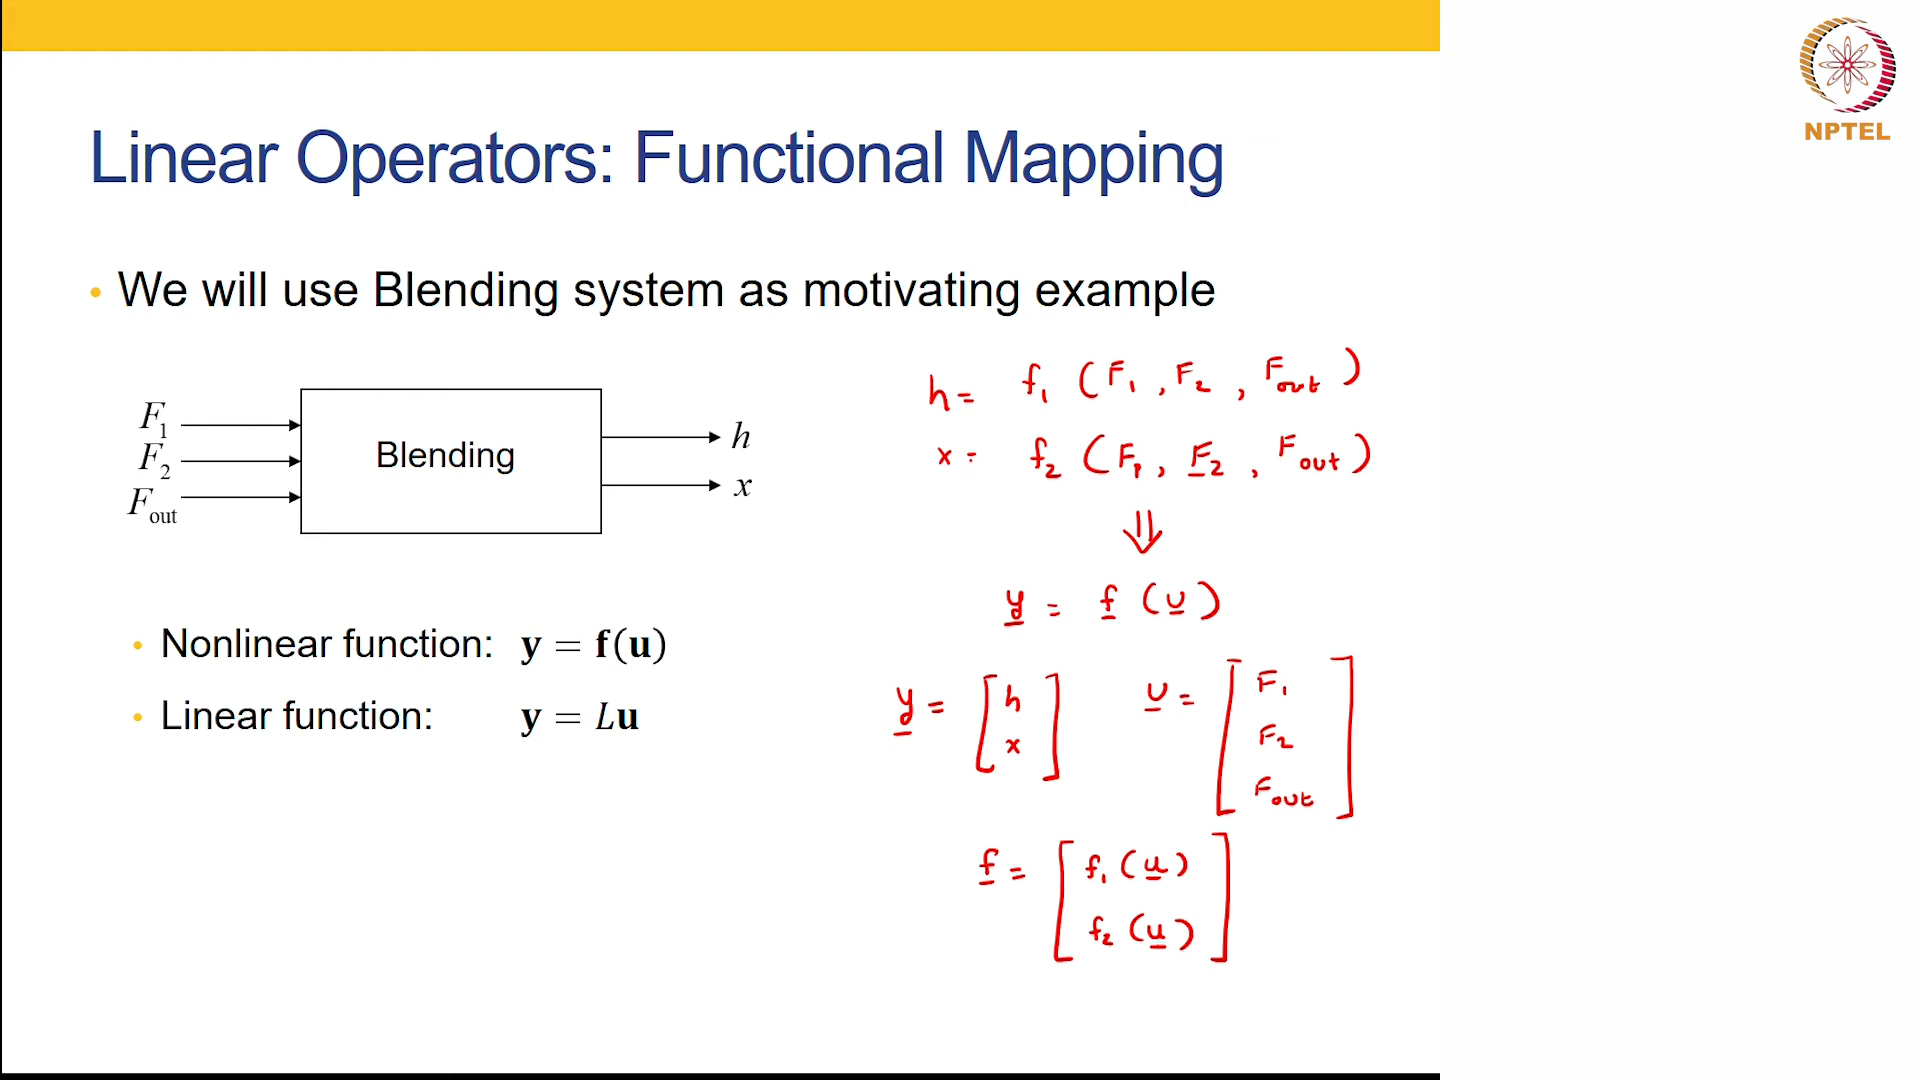 NPTEL
Linear Operators: Functional Mapping
• We will use Blending system as motivating example
F1
F2
Fout
Blending
h
x
• Nonlinear function: y = f(u)
• Linear function: y = Lu
h = f1 (F1, F2, Fout)
x = f2 (F1, F2, Fout)
⇓
y = f (u)
y = [h x] u = [F1 F2 Fout]
f = [f1 (u) f2 (u)]